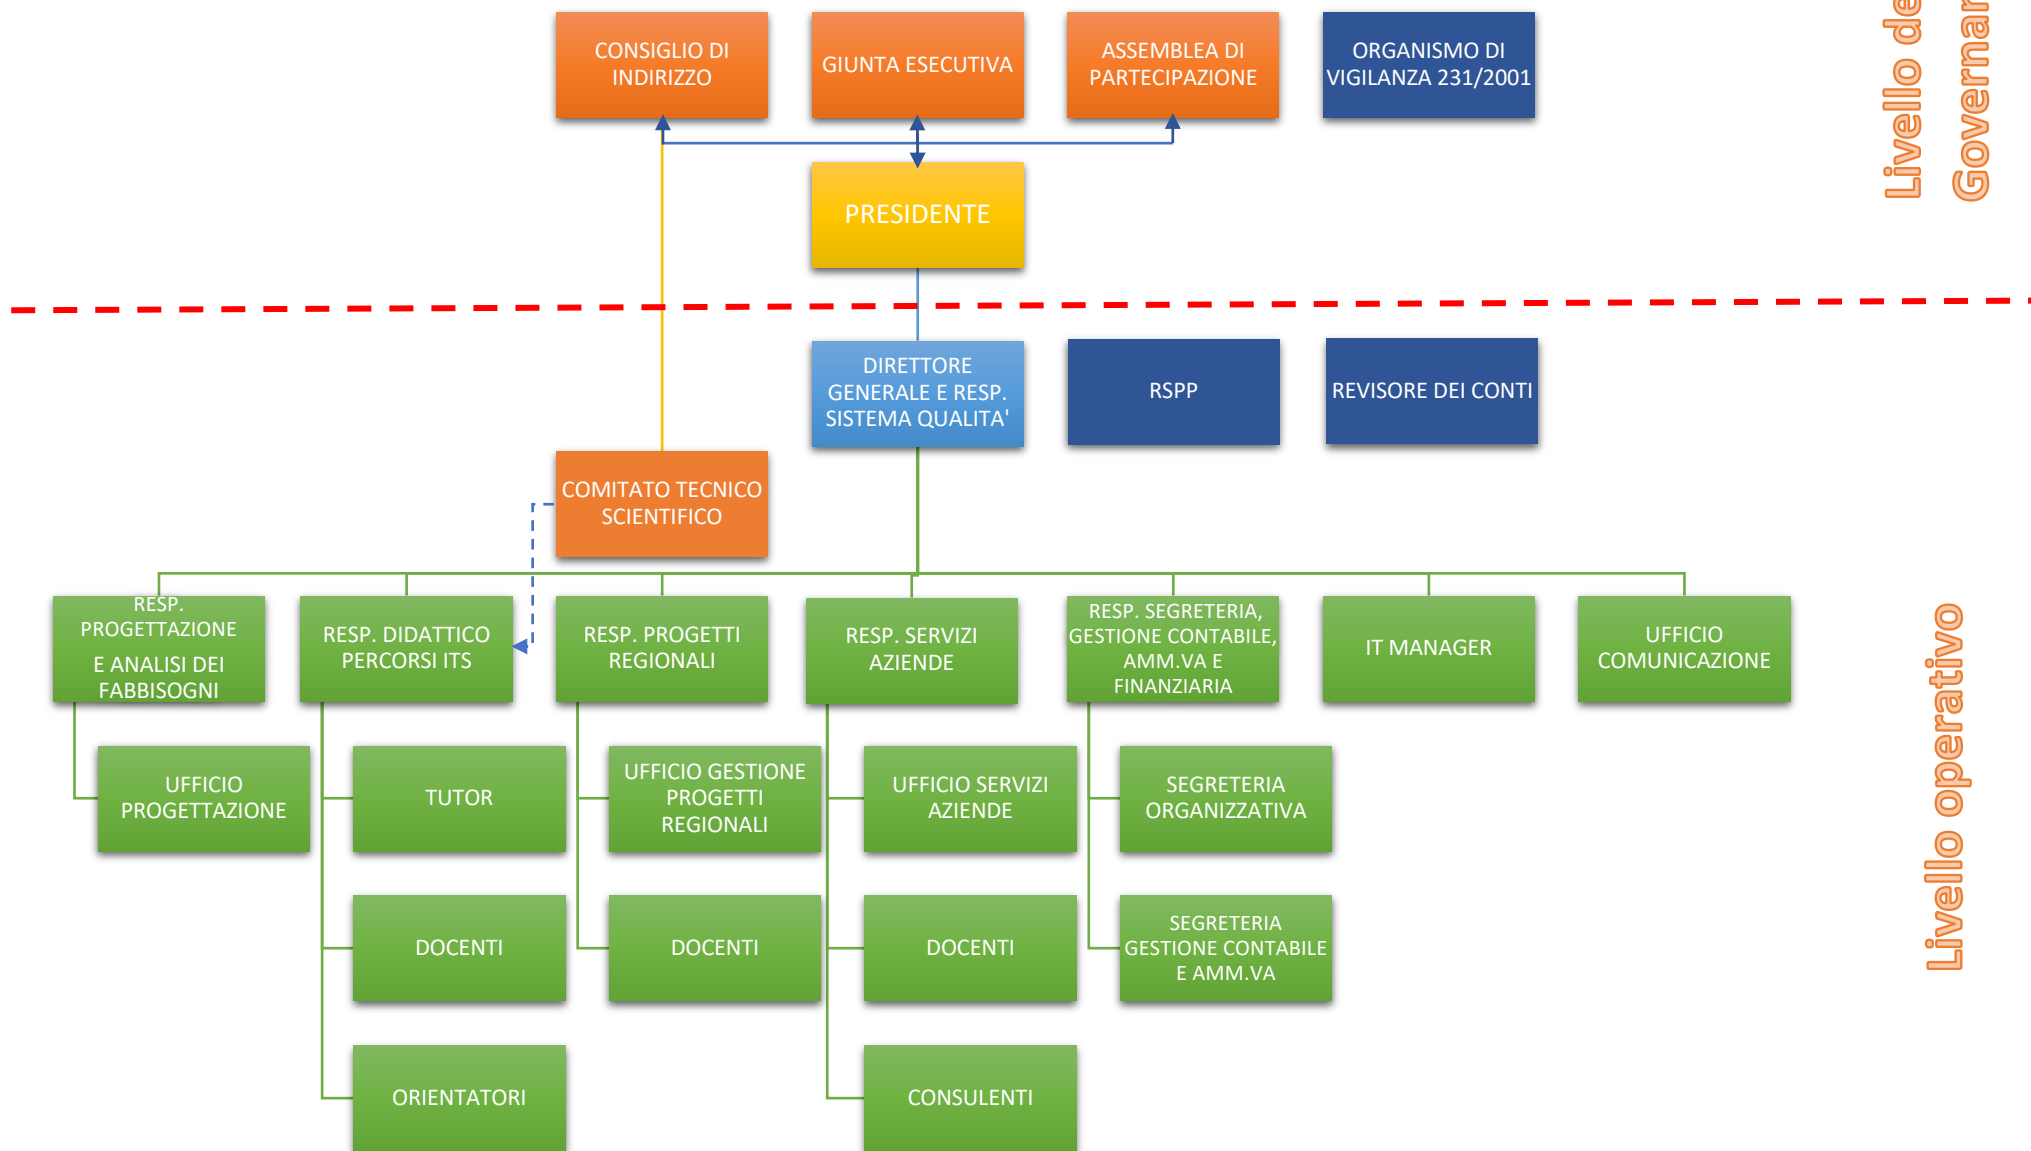 CONSIGLIO DI
INDIRIZZO
GIUNTA ESECUTIVA
ASSEMBLEA DI
PARTECIPAZIONE
ORGANISMO DI
VIGILANZA 231/2001
Livello
PRESIDENTE
DIRETTORE
GENERALE E RESP.
SISTEMA QUALITA'
RSPP
REVISORE DEI CONTI
COMITATO TECNICO
SCIENTIFICO
RESP.
PROGETTAZIONE
E ANALISI DEI
FABBISOGNI
RESP. DIDATTICO
PERCORSI ITS
RESP. PROGETTI
REGIONALI
RESP. SERVIZI
AZIENDE
RESP. SEGRETERIA,
GESTIONE CONTABILE,
AMM.VA E
FINANZIARIA
IT MANAGER
UFFICIO
COMUNICAZIONE
Livello operativo
UFFICIO
PROGETTAZIONE
TUTOR
UFFICIO GESTIONE
PROGETTI
REGIONALI
UFFICIO SERVIZI
AZIENDE
SEGRETERIA
ORGANIZZATIVA
DOCENTI
DOCENTI
DOCENTI
SEGRETERIA
GESTIONE CONTABILE
E AMM.VA
ORIENTATORI
CONSULENTI